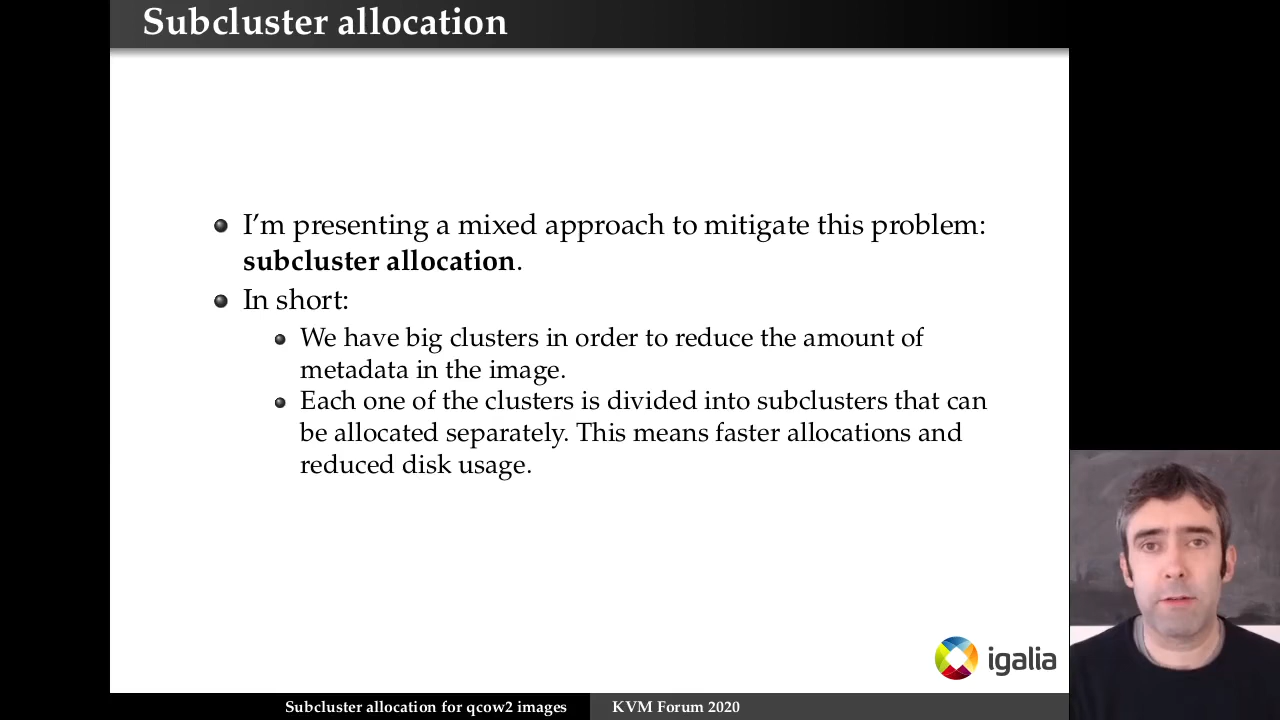 Subcluster allocation
I'm presenting a mixed approach to mitigate this problem:
subcluster allocation.
In short:
We have big clusters in order to reduce the amount of
metadata in the image.
Each one of the clusters is divided into subclusters that can
be allocated separately. This means faster allocations and
reduced disk usage.
igalia
Subcluster allocation for qcow2 images
KVM Forum 2020